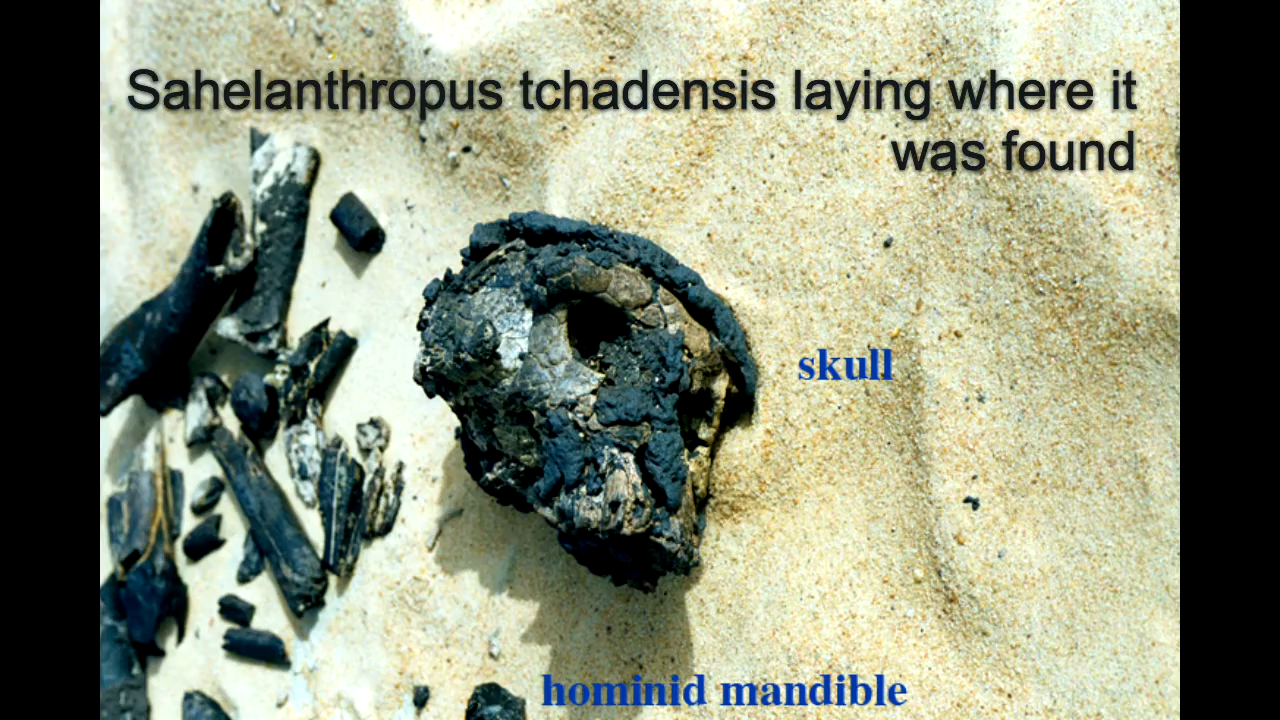 Sahelanthropus tchadensis laying where it
was found
skull
hominid mandible